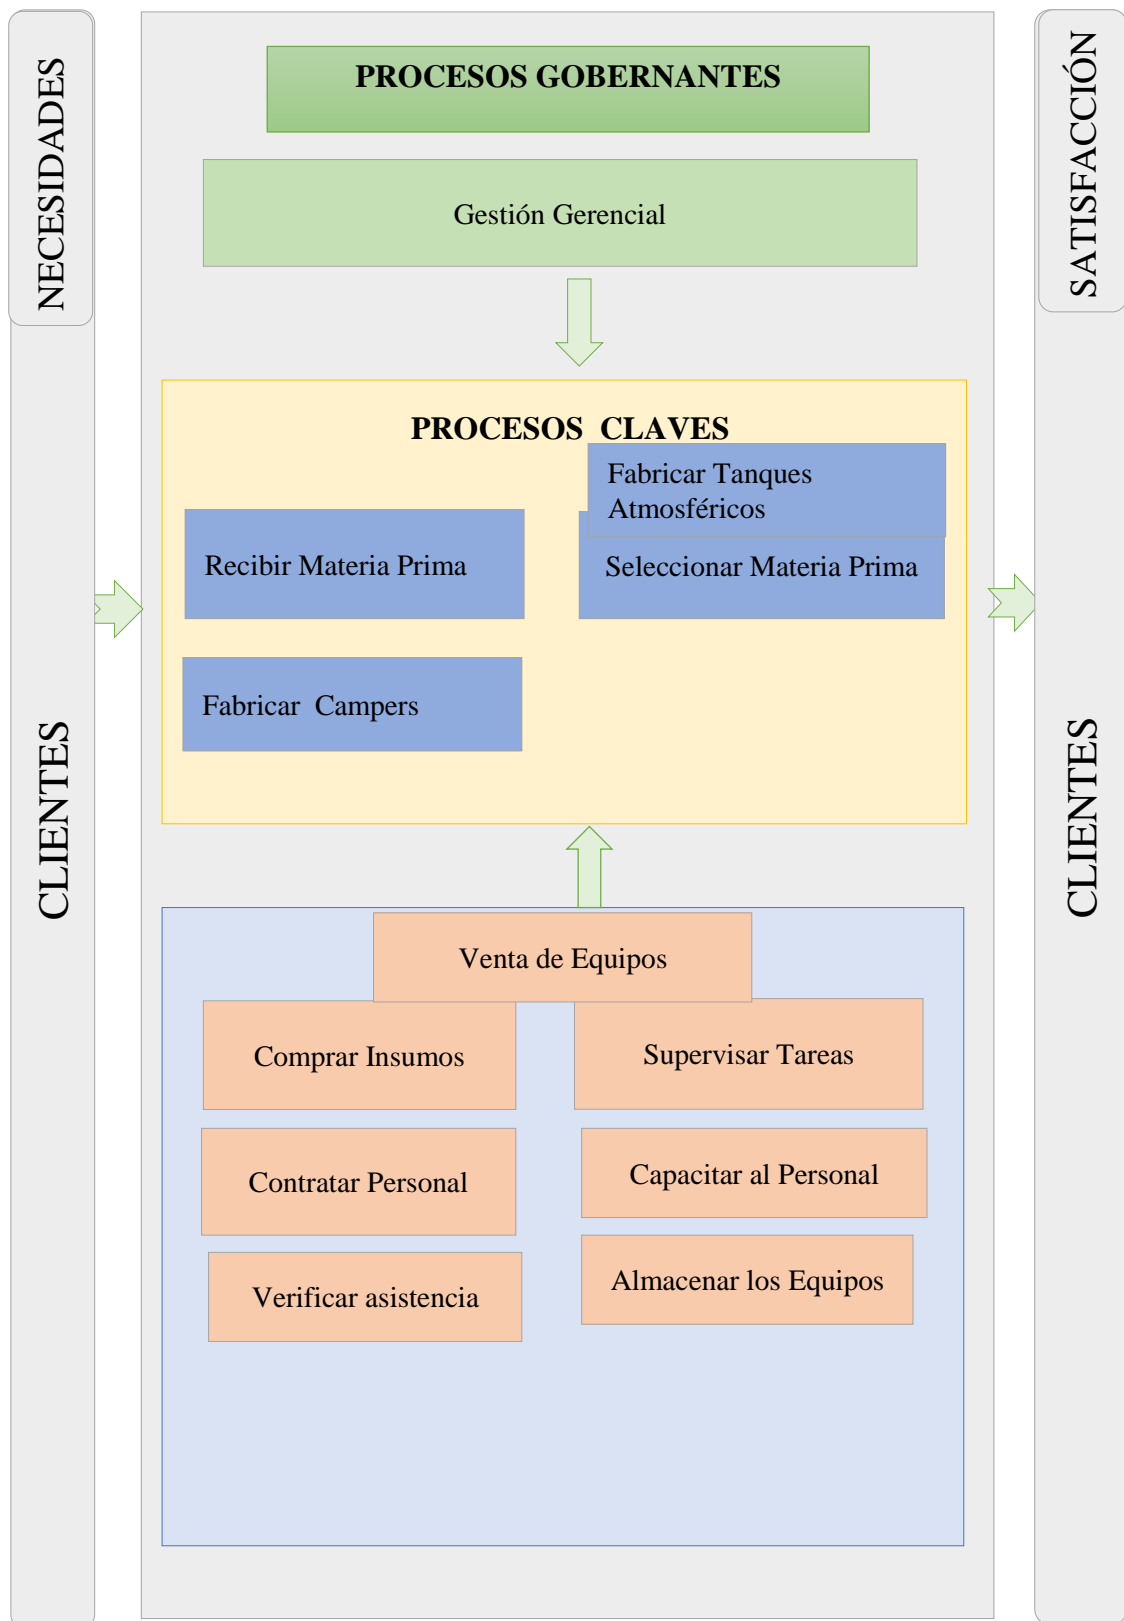 NECESIDADES
CLIENTES
PROCESOS GOBERNANTES
Gestión Gerencial
PROCESOS  CLAVES
Fabricar Tanques
Atmosféricos
Recibir Materia Prima
Seleccionar Materia Prima
Fabricar  Campers
Venta de Equipos
Comprar Insumos
Supervisar Tareas
Contratar Personal
Capacitar al Personal
Verificar asistencia
Almacenar los Equipos
SATISFACCIÓN
CLIENTES